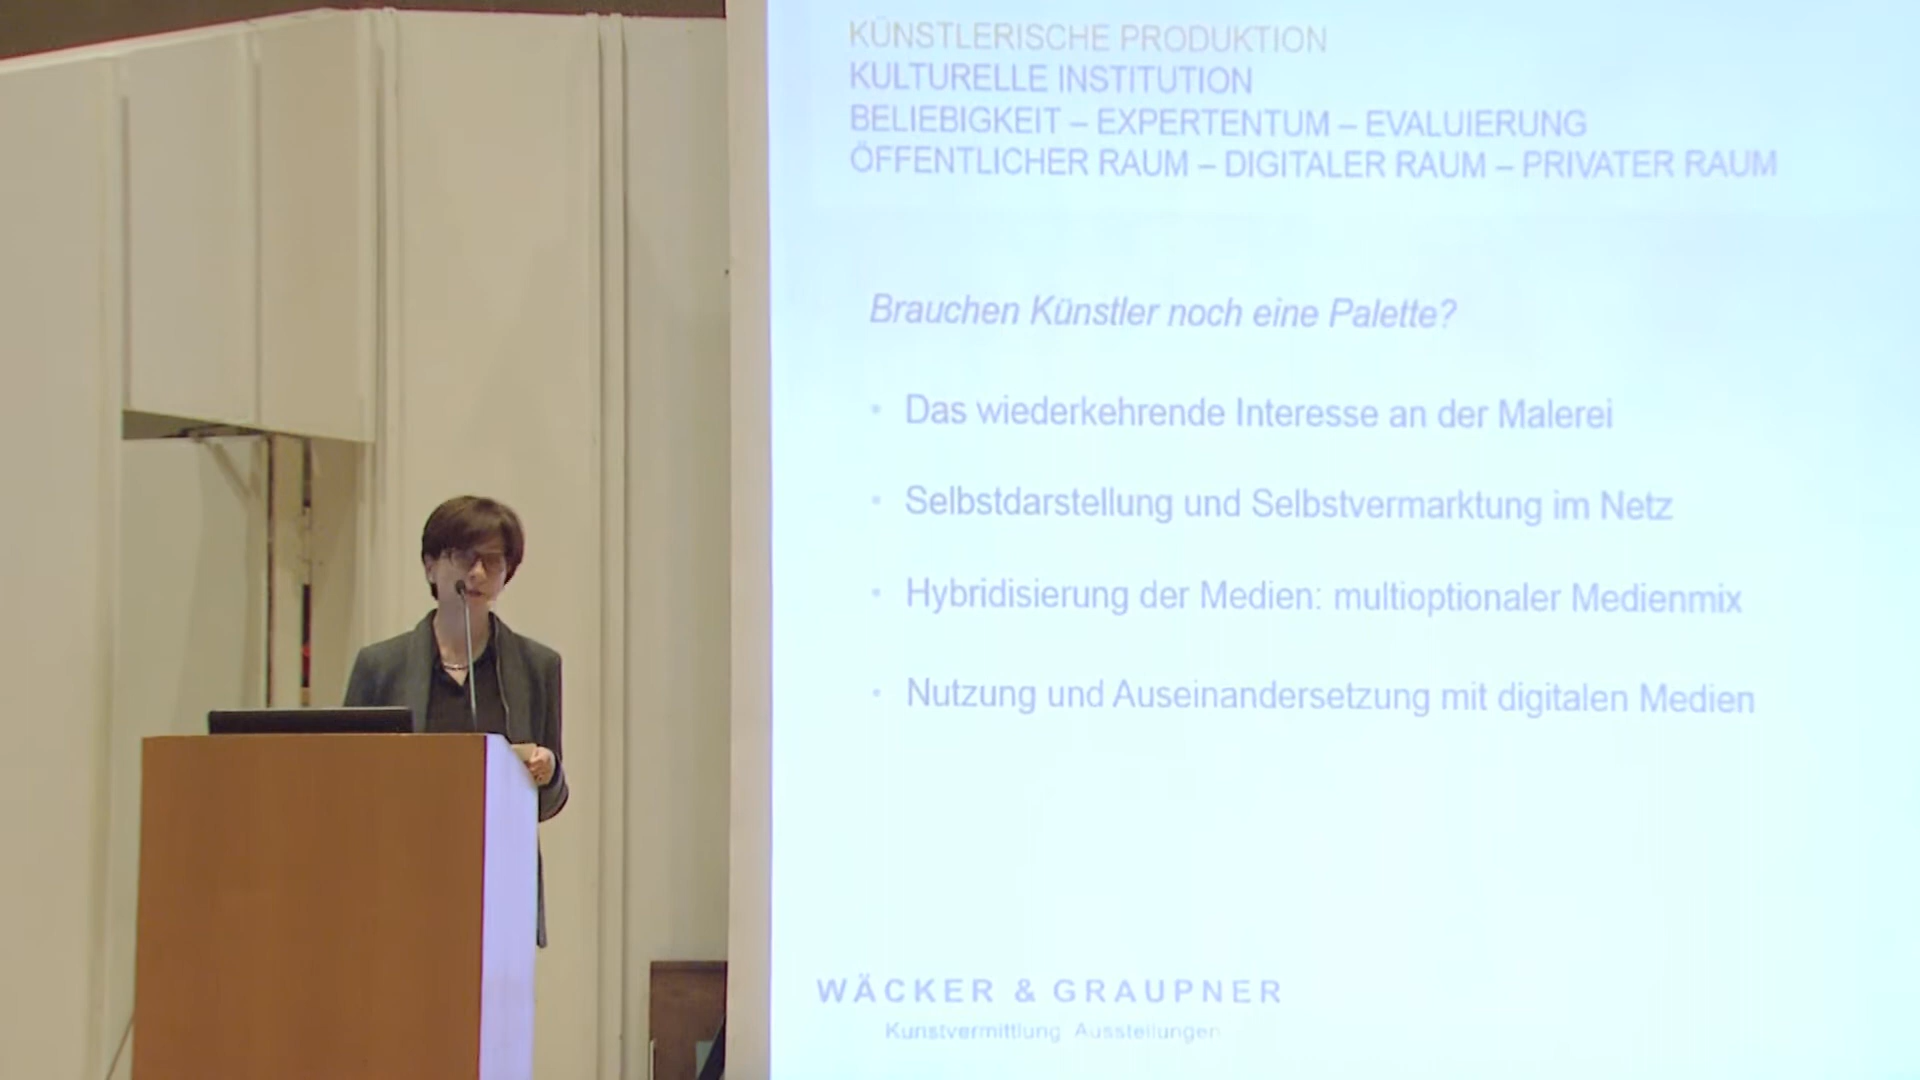 KÜNSTLERISCHE PRODUKTION
KULTURELLE INSTITUTION
BELIEBIGKEIT – EXPERTENTUM – EVALUIERUNG
ÖFFENTLICHER RAUM – DIGITALER RAUM – PRIVATER RAUM
Brauchen Künstler noch eine Palette?
• Das wiederkehrende Interesse an der Malerei
• Selbstdarstellung und Selbstvermarktung im Netz
• Hybridisierung der Medien: multioptionaler Medienmix
• Nutzung und Auseinandersetzung mit digitalen Medien
WÄCKER & GRAUPNER
Kunstvermittlung Ausstellungen